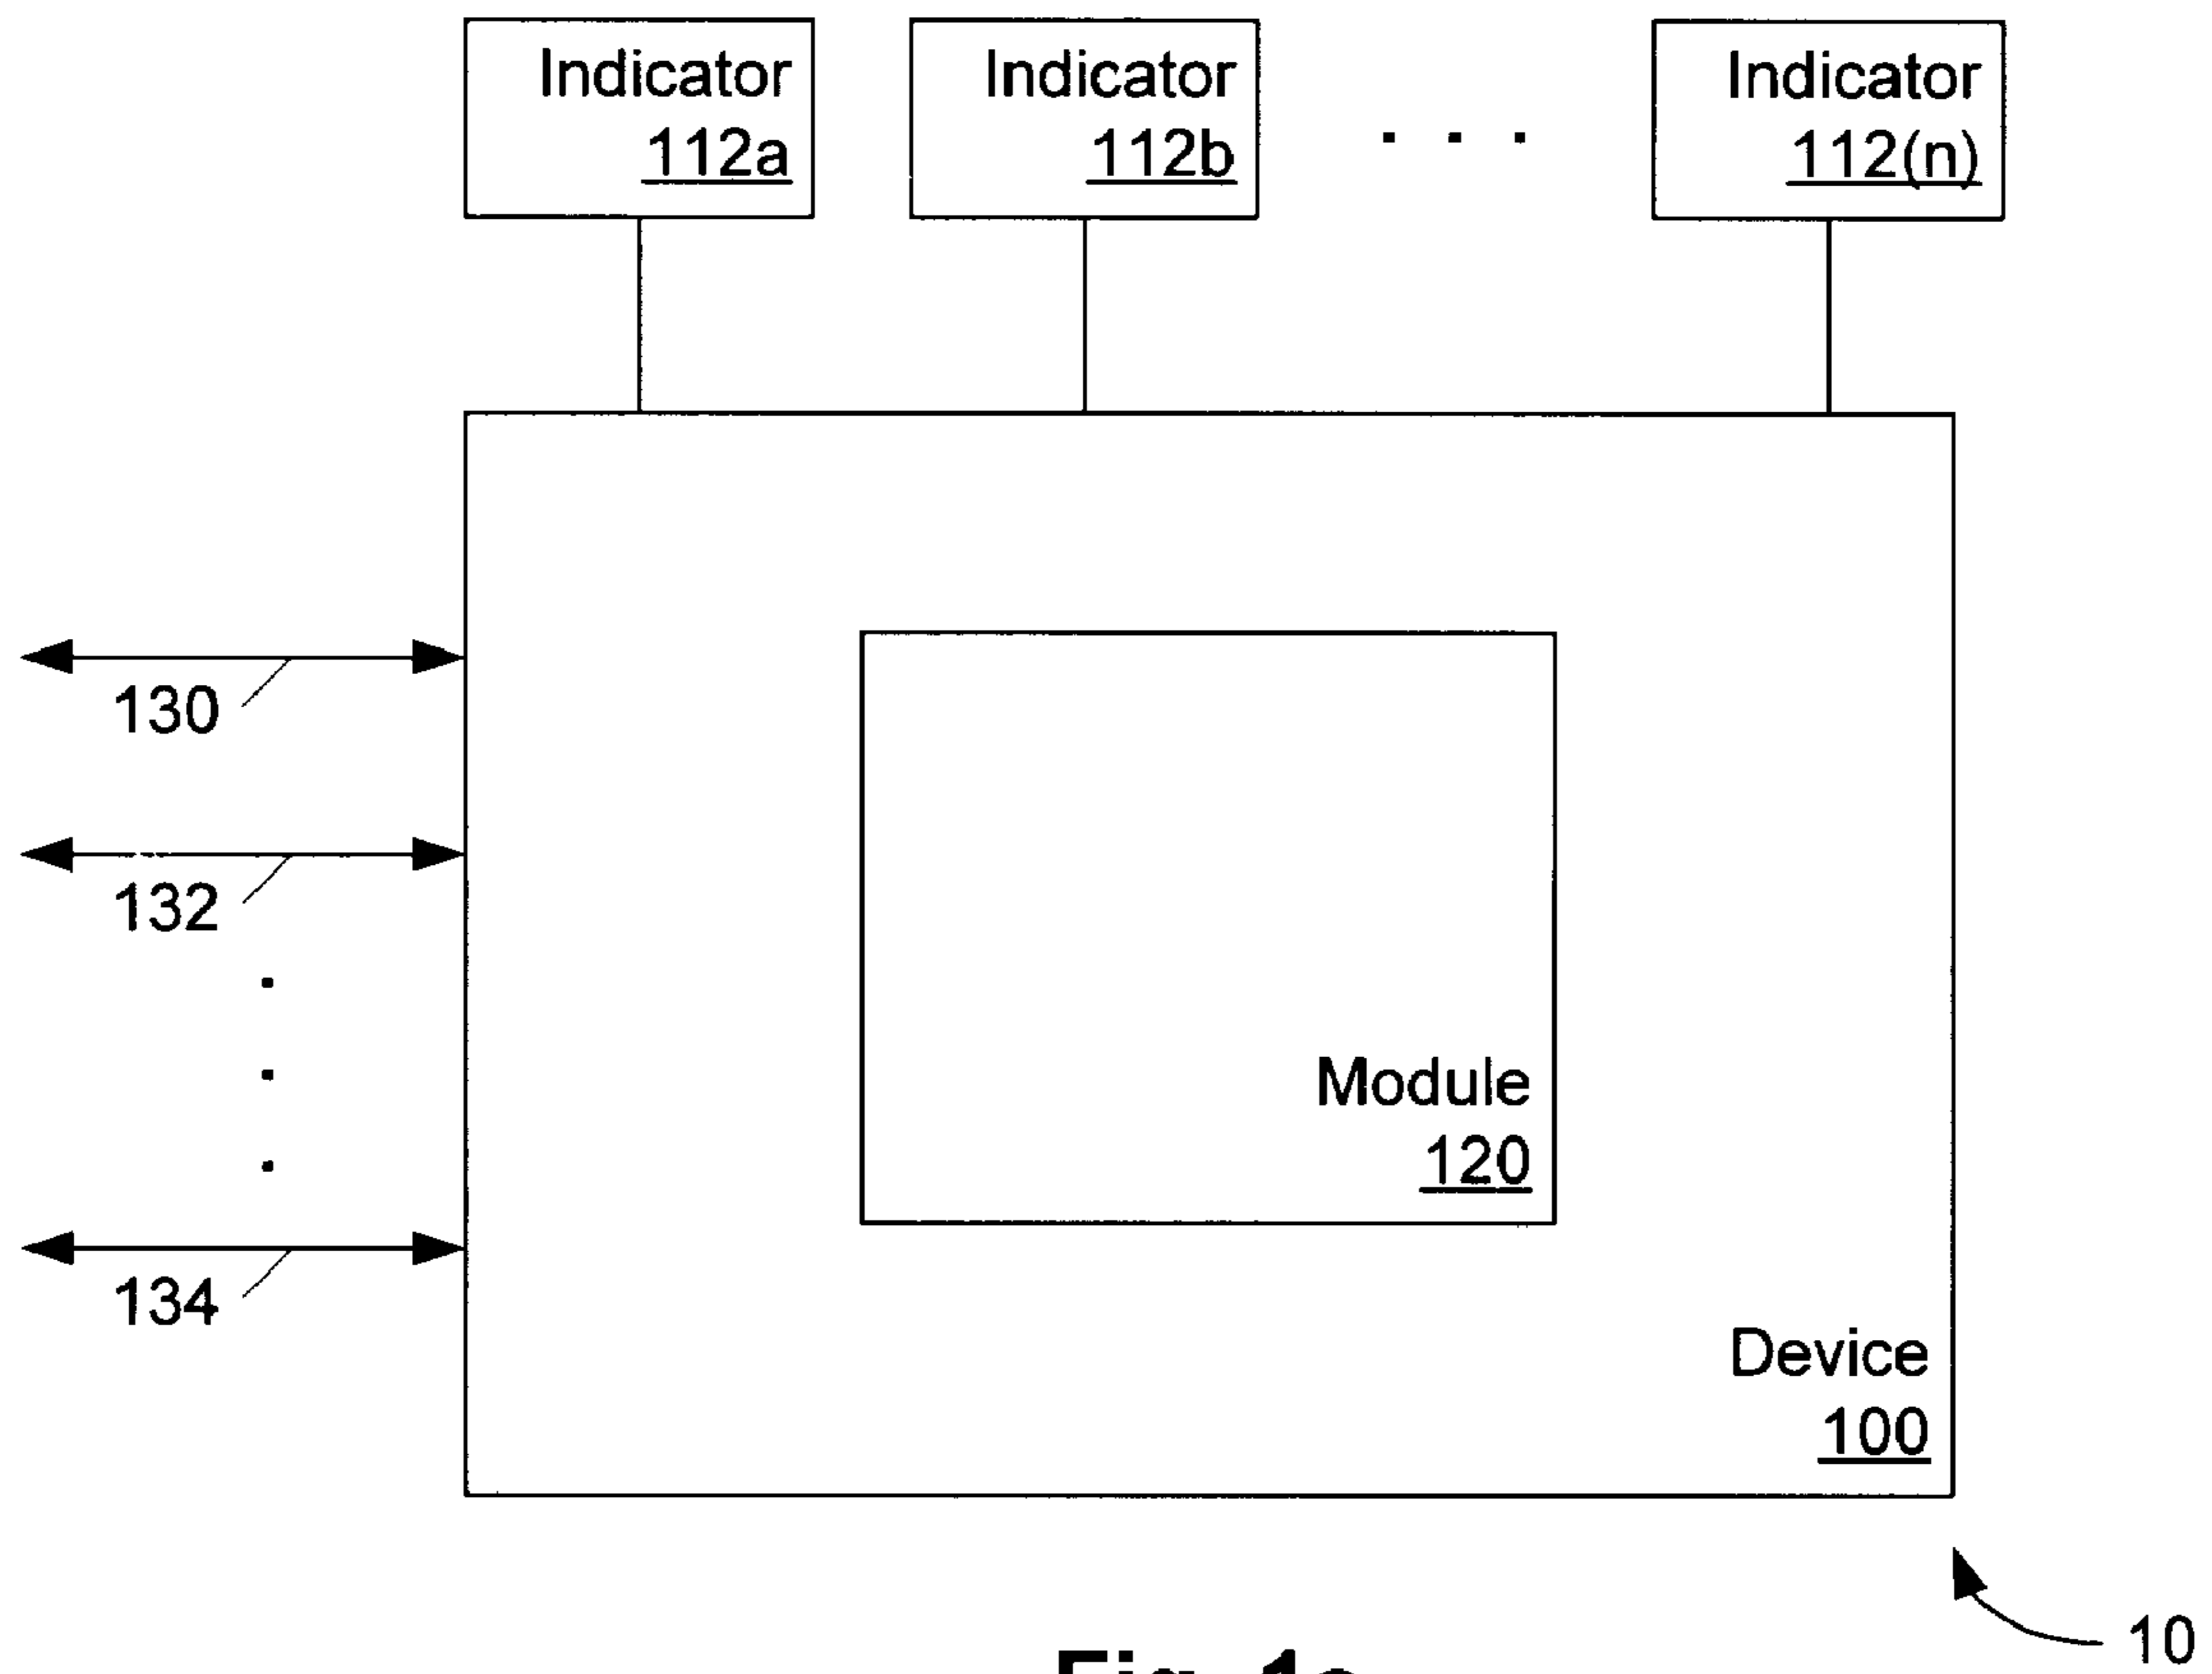 Indicator
112a
Indicator
112b
. . .
Indicator
112(n)
130
132
134
Module
120
Device
100
10